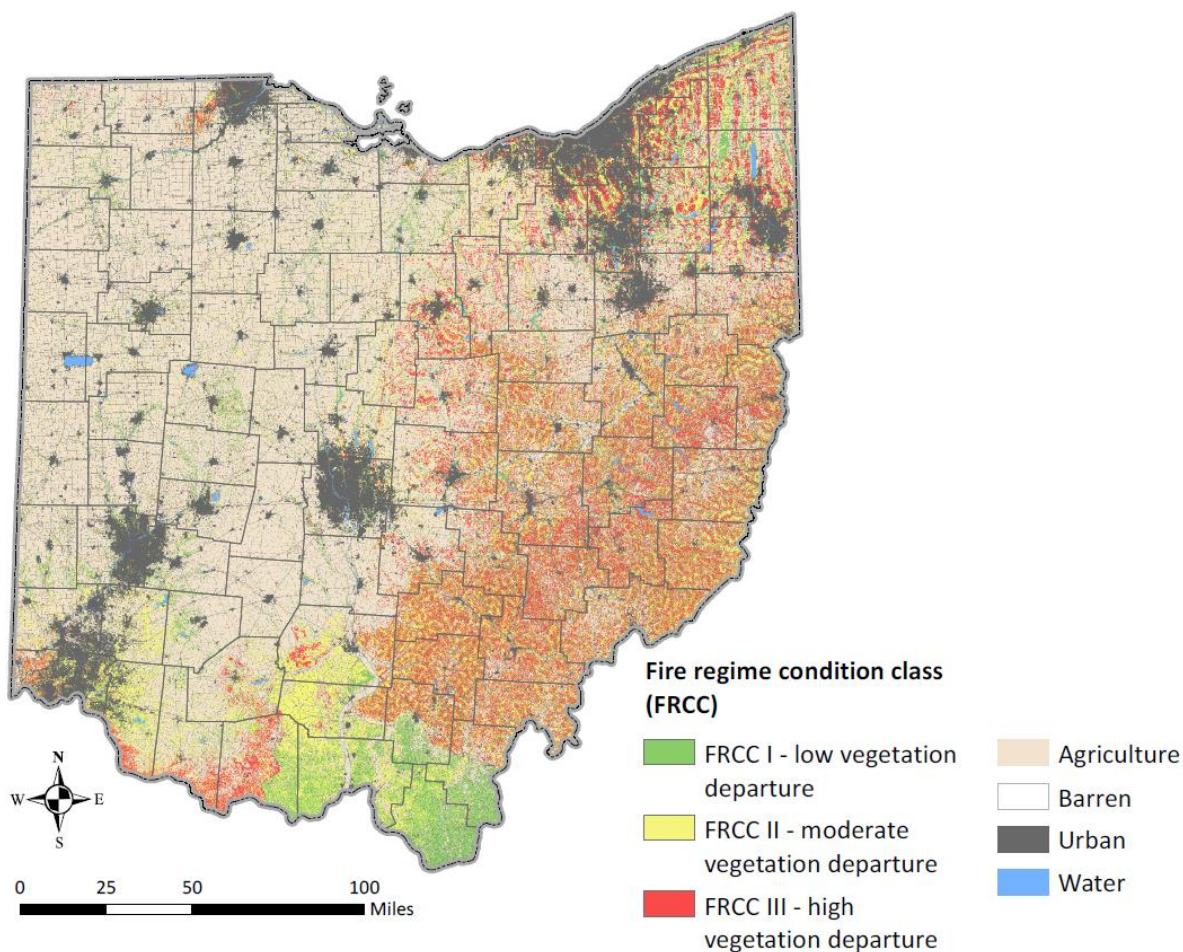 Fire regime condition class
(FRCC)
FRCC I - low vegetation
departure
FRCC II - moderate
vegetation departure
FRCC III - high
vegetation departure
Agriculture
Barren
Urban
Water
N
W E
S
0 25 50 100
Miles